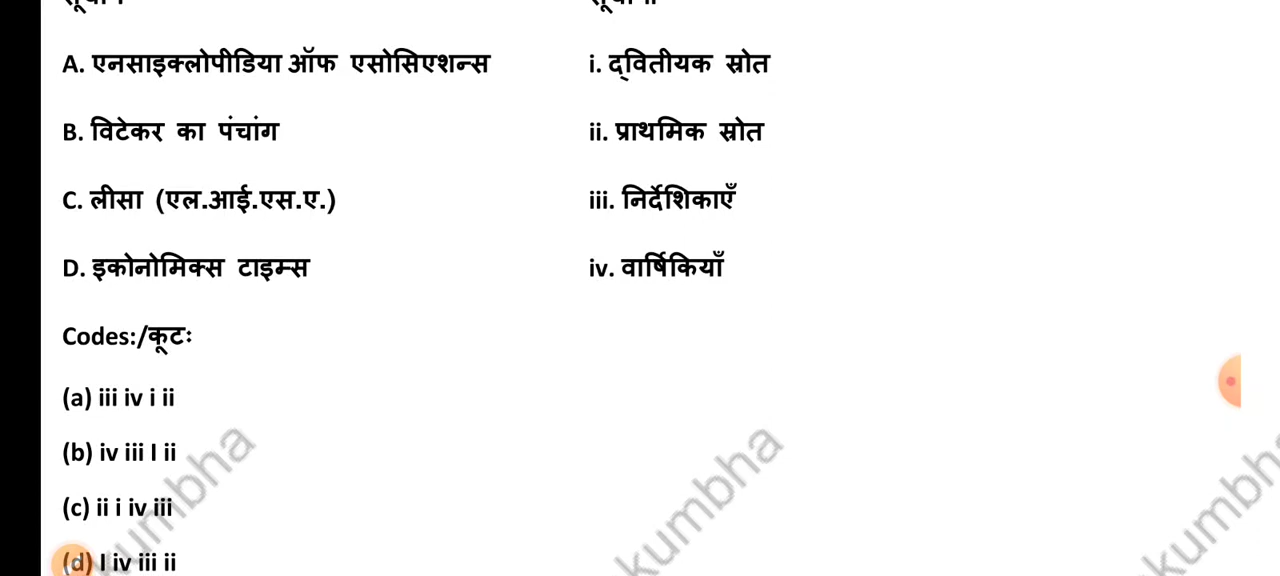 A. एनसाइक्लोपीडिया ऑफ एसोसिएशन्स i. द्वितीयक स्रोत
B. विटेकर का पंचांग ii. प्राथमिक स्रोत
C. लीसा (एल.आई.एस.ए.) iii. निर्देशिकाएँ
D. इकोनोमिक्स टाइम्स iv. वार्षिकियाँ
Codes:/कूटः
(a) iii iv i ii
(b) iv iii I ii
(c) ii i iv iii
(d) I iv iii ii
kumbha
kumbha
kumbh